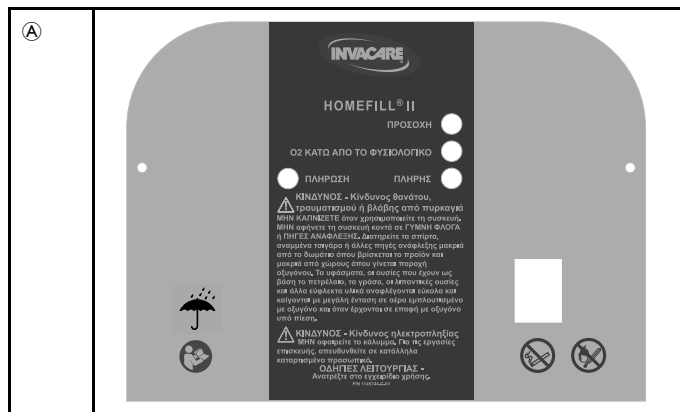 Ⓐ
INVACARE®
HOMEFILL® II
ΠΡΟΣΟΧΗ
O2 ΚΑΤΩ ΑΠΟ ΤΟ ΦΥΣΙΟΛΟΓΙΚΟ
ΠΛΗΡΩΣΗ ΠΛΗΡΗΣ
ΚΙΝΔΥΝΟΣ - Κίνδυνος θανάτου,
τραυματισμού ή βλάβης από πυρκαγιά
ΜΗΝ ΚΑΠΝΙΖΕΤΕ όταν χρησιμοποιείτε τη συσκευή.
ΜΗΝ αφήνετε τη συσκευή κοντά σε ΓΥΜΝΗ ΦΛΟΓΑ
ή ΠΗΓΕΣ ΑΝΑΦΛΕΞΗΣ. Διατηρείτε τα σπίρτα,
αναμμένα τσιγάρα ή άλλες πηγές ανάφλεξης μακριά
από το δωμάτιο όπου βρίσκεται το προϊόν και
μακριά από χώρους όπου γίνεται παροχή
οξυγόνου. Τα υφάσματα, οι ουσίες που έχουν ως
βάση το πετρέλαιο, τα γράσα, οι λιπαντικές ουσίες
και άλλα εύφλεκτα υλικά αναφλέγονται εύκολα και
καίγονται με μεγάλη ένταση σε αέρα εμπλουτισμένο
με οξυγόνο και όταν έρχονται σε επαφή με οξυγόνο
υπό πίεση.
ΚΙΝΔΥΝΟΣ - Κίνδυνος ηλεκτροπληξίας
ΜΗΝ αφαιρείτε το κάλυμμα. Για τις εργασίες
επισκευής, απευθυνθείτε σε κατάλληλα
καταρτισμένο προσωπικό.
ΟΔΗΓΙΕΣ ΛΕΙΤΟΥΡΓΙΑΣ -
Ανατρέξτε στο εγχειρίδιο χρήσης.